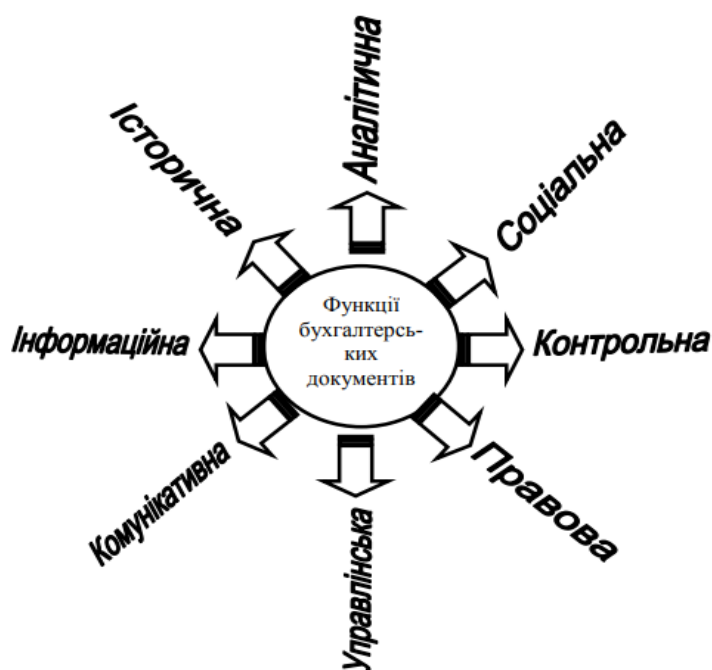 Аналітична
Історична
Соціальна
Функції
бухгалтерсь-
ких
документів
Інформаційна
Контрольна
Комунікативна
Правова
Управлінська